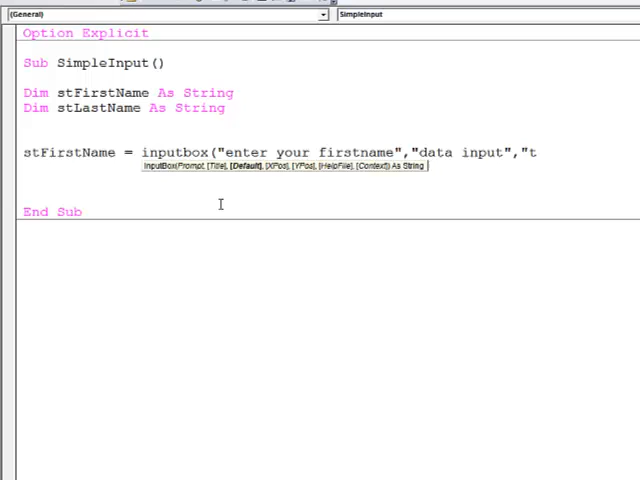 (General) SimpleInput
Option Explicit
Sub SimpleInput()
Dim stFirstName As String
Dim stLastName As String
stFirstName = inputbox("enter your firstname","data input","t
InputBox(Prompt, [Title], [Default], [XPos], [YPos], [HelpFile], [Context]) As String
End Sub